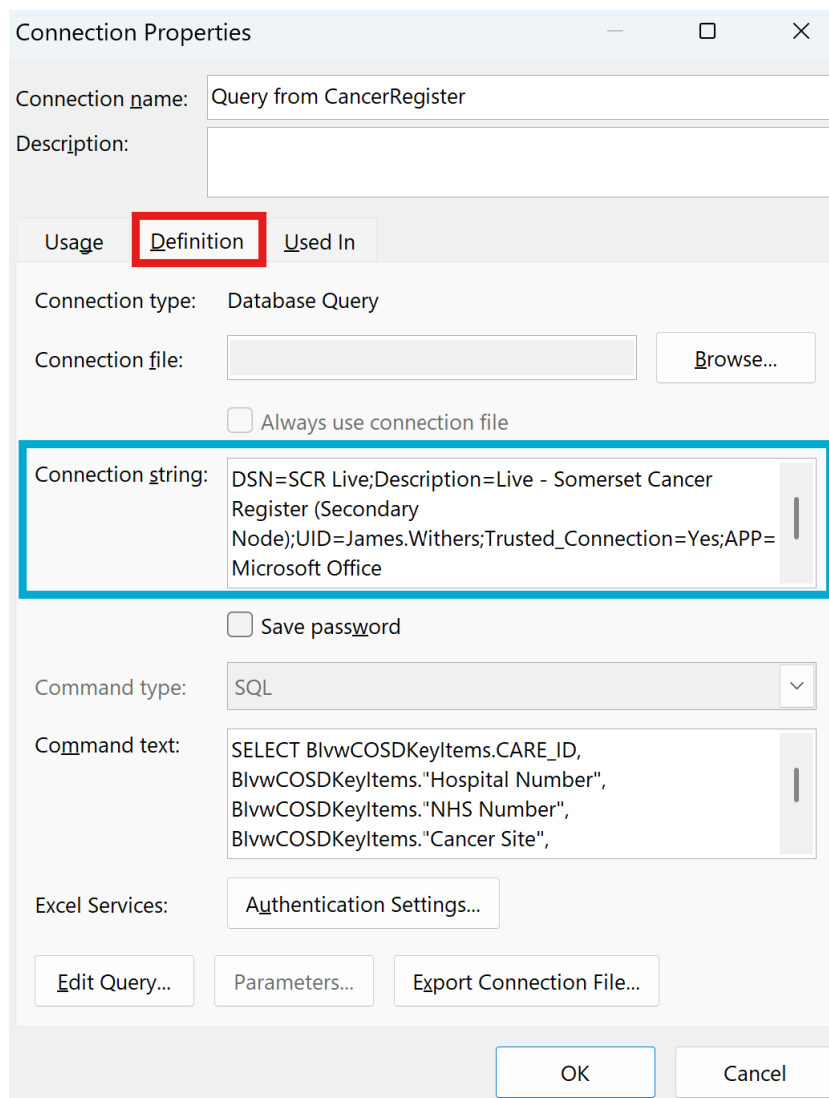 Connection Properties
Connection name: Query from CancerRegister
Description:
Usage Definition Used In
Connection type: Database Query
Connection file: Browse...
Always use connection file
Connection string: DSN=SCR Live;Description=Live - Somerset Cancer
Register (Secondary
Node);UID=James.Withers;Trusted_Connection=Yes;APP=
Microsoft Office
Save password
Command type: SQL
Command text: SELECT BIvwCOSDKeyItems.CARE_ID,
BIvwCOSDKeyItems."Hospital Number",
BIvwCOSDKeyItems."NHS Number",
BIvwCOSDKeyItems."Cancer Site",
Excel Services: Authentication Settings...
Edit Query... Parameters... Export Connection File...
OK Cancel